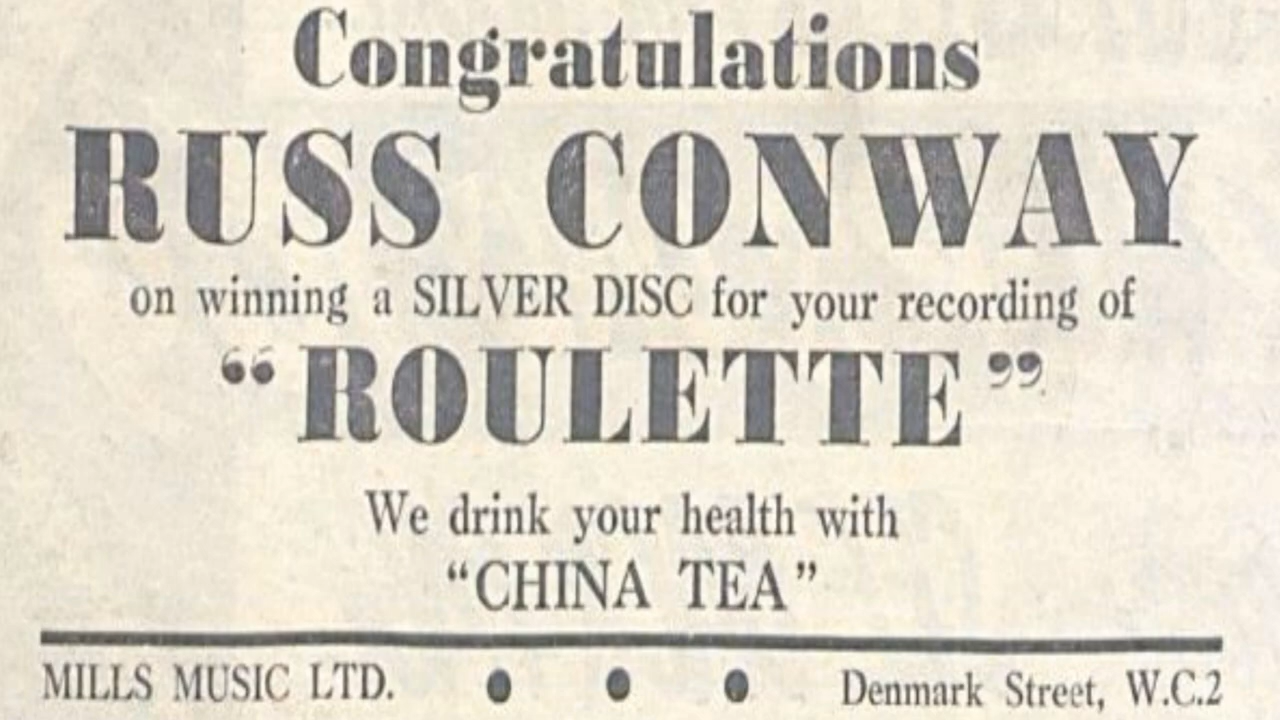 Congratulations
RUSS CONWAY
on winning a SILVER DISC for your recording of
“ROULETTE”
We drink your health with
“CHINA TEA”
MILLS MUSIC LTD. ● ● ● Denmark Street, W.C.2